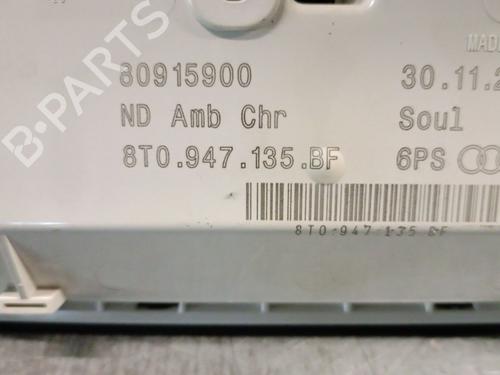 MADE
80915900 30.11.2
ND Amb Chr Soul
8T0.947.135.BF 6PS
8T0-947-135 BF
B-PARTS